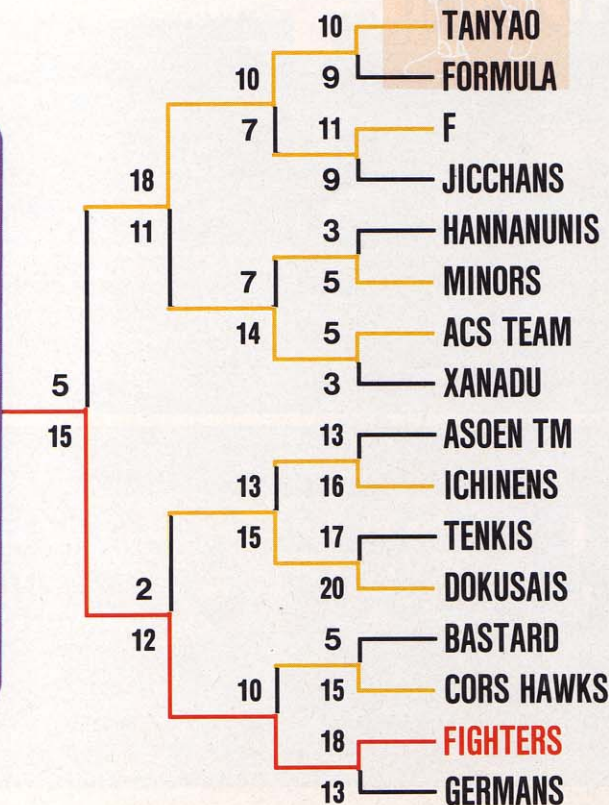 10 TANYAO
10 9 FORMULA
7 11 F
18 9 JICCHANS
11 3 HANNANUNIS
7 5 MINORS
14 5 ACS TEAM
5 3 XANADU
15 13 ASOEN TM
13 16 ICHINENS
15 17 TENKIS
2 20 DOKUSAIS
12 5 BASTARD
10 15 CORS HAWKS
18 FIGHTERS
13 GERMANS